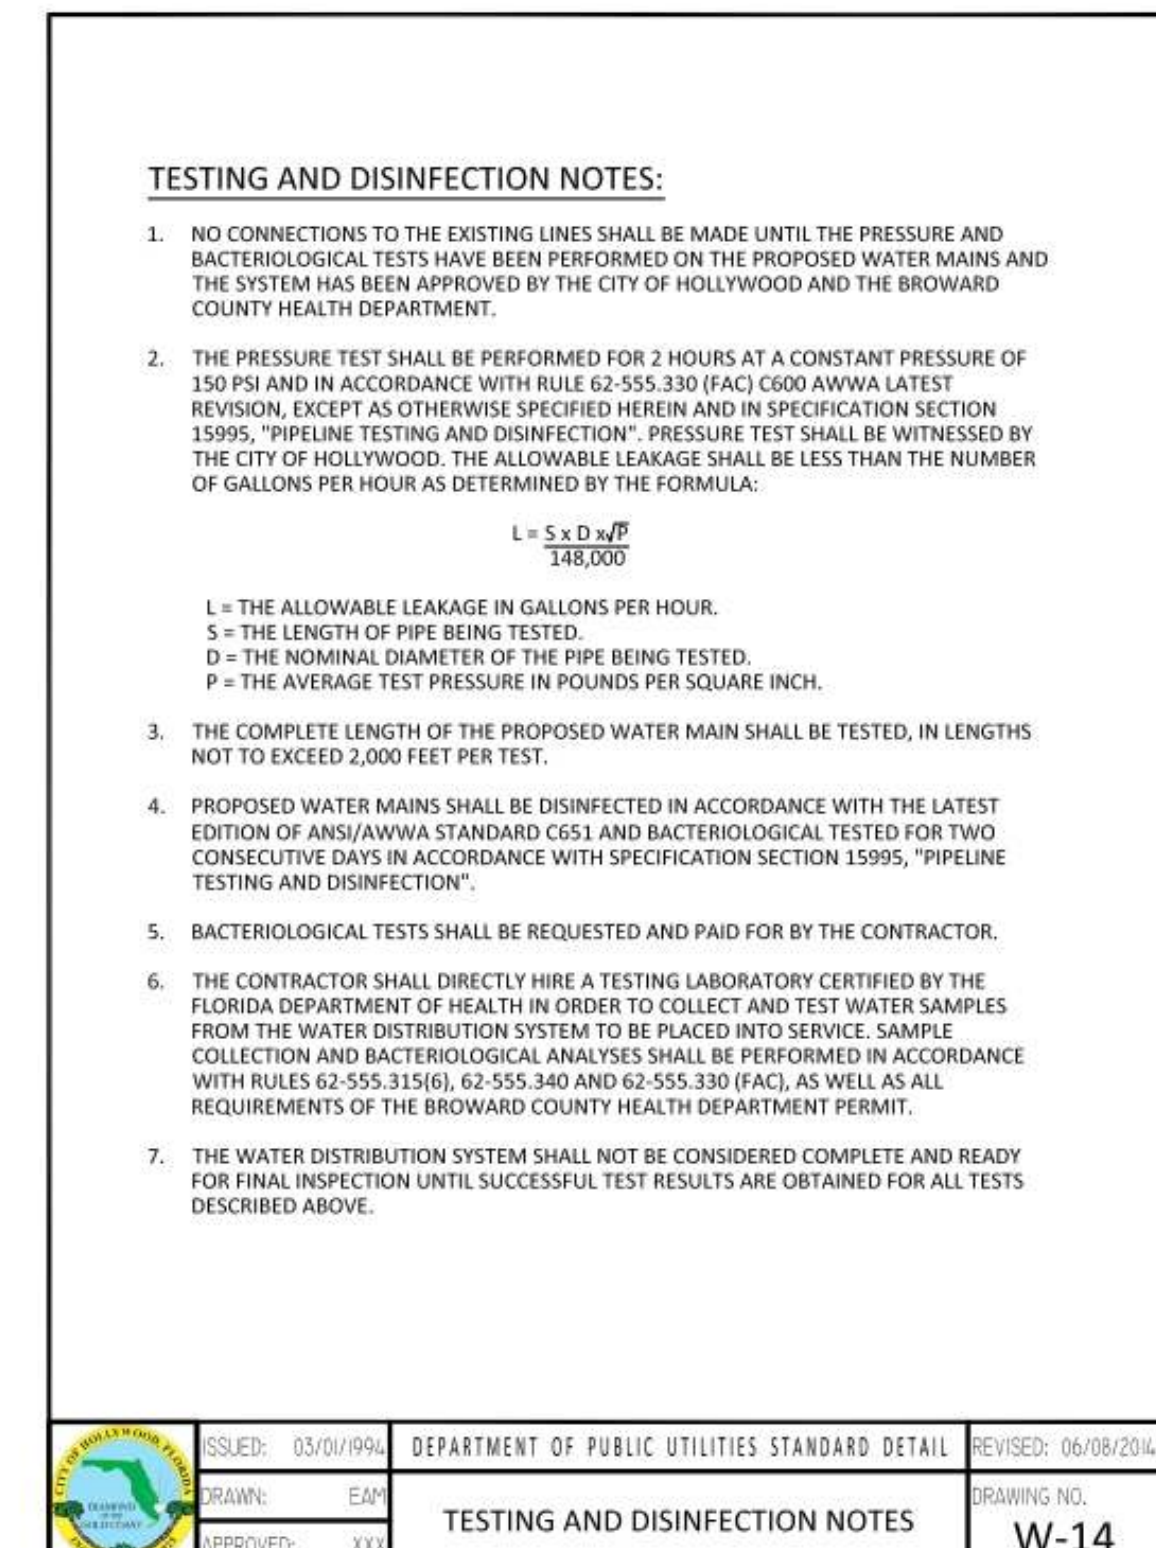 TESTING AND DISINFECTION NOTES:
1. NO CONNECTIONS TO THE EXISTING LINES SHALL BE MADE UNTIL THE PRESSURE AND
BACTERIOLOGICAL TESTS HAVE BEEN PERFORMED ON THE PROPOSED WATER MAINS AND
THE SYSTEM HAS BEEN APPROVED BY THE CITY OF HOLLYWOOD AND THE BROWARD
COUNTY HEALTH DEPARTMENT.
2. THE PRESSURE TEST SHALL BE PERFORMED FOR 2 HOURS AT A CONSTANT PRESSURE OF
150 PSI AND IN ACCORDANCE WITH RULE 62-555.330 (FAC) C600 AWWA LATEST
REVISION, EXCEPT AS OTHERWISE SPECIFIED HEREIN AND IN SPECIFICATION SECTION
15995, "PIPELINE TESTING AND DISINFECTION". PRESSURE TEST SHALL BE WITNESSED BY
THE CITY OF HOLLYWOOD. THE ALLOWABLE LEAKAGE SHALL BE LESS THAN THE NUMBER
OF GALLONS PER HOUR AS DETERMINED BY THE FORMULA:
L = S x D x√P
148,000
L = THE ALLOWABLE LEAKAGE IN GALLONS PER HOUR.
S = THE LENGTH OF PIPE BEING TESTED.
D = THE NOMINAL DIAMETER OF THE PIPE BEING TESTED.
P = THE AVERAGE TEST PRESSURE IN POUNDS PER SQUARE INCH.
3. THE COMPLETE LENGTH OF THE PROPOSED WATER MAIN SHALL BE TESTED, IN LENGTHS
NOT TO EXCEED 2,000 FEET PER TEST.
4. PROPOSED WATER MAINS SHALL BE DISINFECTED IN ACCORDANCE WITH THE LATEST
EDITION OF ANSI/AWWA STANDARD C651 AND BACTERIOLOGICAL TESTED FOR TWO
CONSECUTIVE DAYS IN ACCORDANCE WITH SPECIFICATION SECTION 15995, "PIPELINE
TESTING AND DISINFECTION".
5. BACTERIOLOGICAL TESTS SHALL BE REQUESTED AND PAID FOR BY THE CONTRACTOR.
6. THE CONTRACTOR SHALL DIRECTLY HIRE A TESTING LABORATORY CERTIFIED BY THE
FLORIDA DEPARTMENT OF HEALTH IN ORDER TO COLLECT AND TEST WATER SAMPLES
FROM THE WATER DISTRIBUTION SYSTEM TO BE PLACED INTO SERVICE. SAMPLE
COLLECTION AND BACTERIOLOGICAL ANALYSES SHALL BE PERFORMED IN ACCORDANCE
WITH RULES 62-555.315(6), 62-555.340 AND 62-555.330 (FAC), AS WELL AS ALL
REQUIREMENTS OF THE BROWARD COUNTY HEALTH DEPARTMENT PERMIT.
7. THE WATER DISTRIBUTION SYSTEM SHALL NOT BE CONSIDERED COMPLETE AND READY
FOR FINAL INSPECTION UNTIL SUCCESSFUL TEST RESULTS ARE OBTAINED FOR ALL TESTS
DESCRIBED ABOVE.
CITY OF HOLLYWOOD, FLORIDA
DIAMOND
OF THE
GOLD COAST
ISSUED: 03/01/1994
DRAWN: EAM
APPROVED: XXX
DEPARTMENT OF PUBLIC UTILITIES STANDARD DETAIL
TESTING AND DISINFECTION NOTES
REVISED: 06/08/2014
DRAWING NO.
W-14